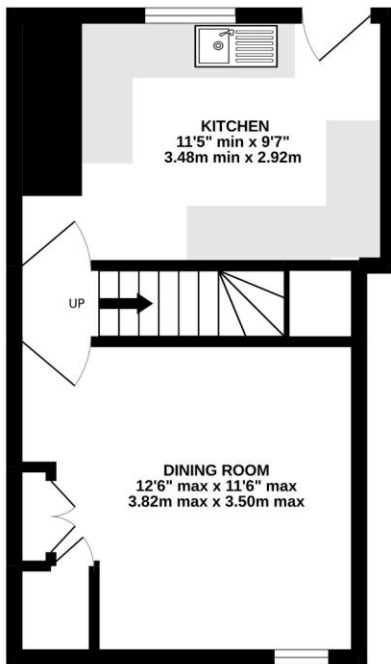 KITCHEN
11'5" min x 9'7"
3.48m min x 2.92m
UP
DINING ROOM
12'6" max x 11'6" max
3.82m max x 3.50m max